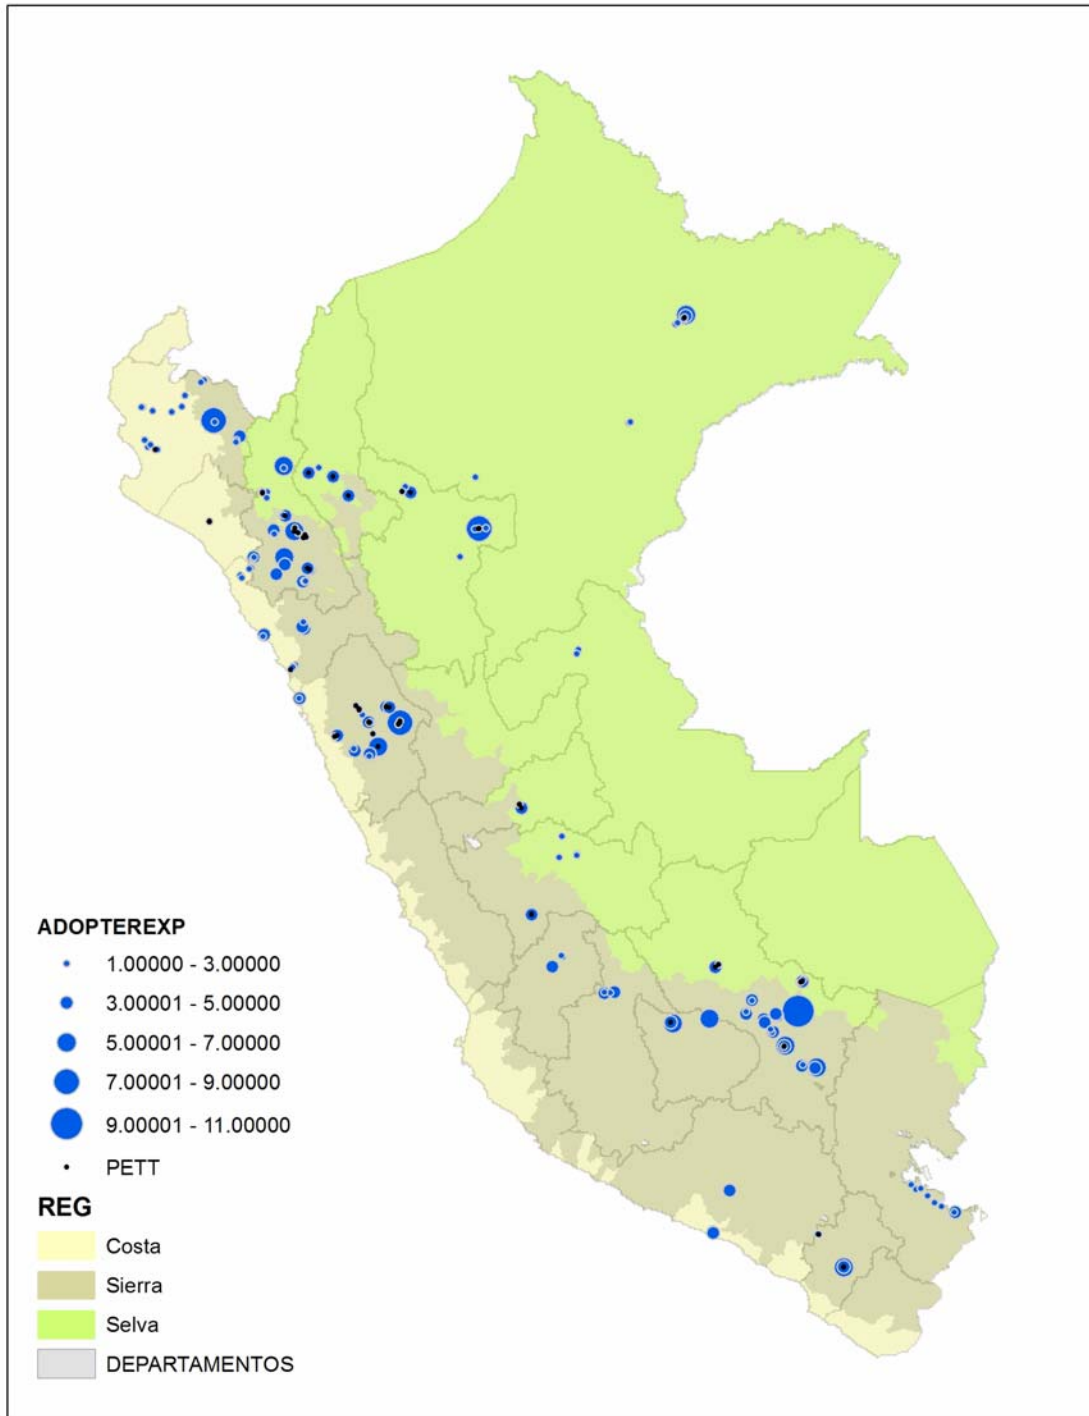 ADOPTEREXP
1.00000 - 3.00000
3.00001 - 5.00000
5.00001 - 7.00000
7.00001 - 9.00000
9.00001 - 11.00000
PETT
REG
Costa
Sierra
Selva
DEPARTAMENTOS